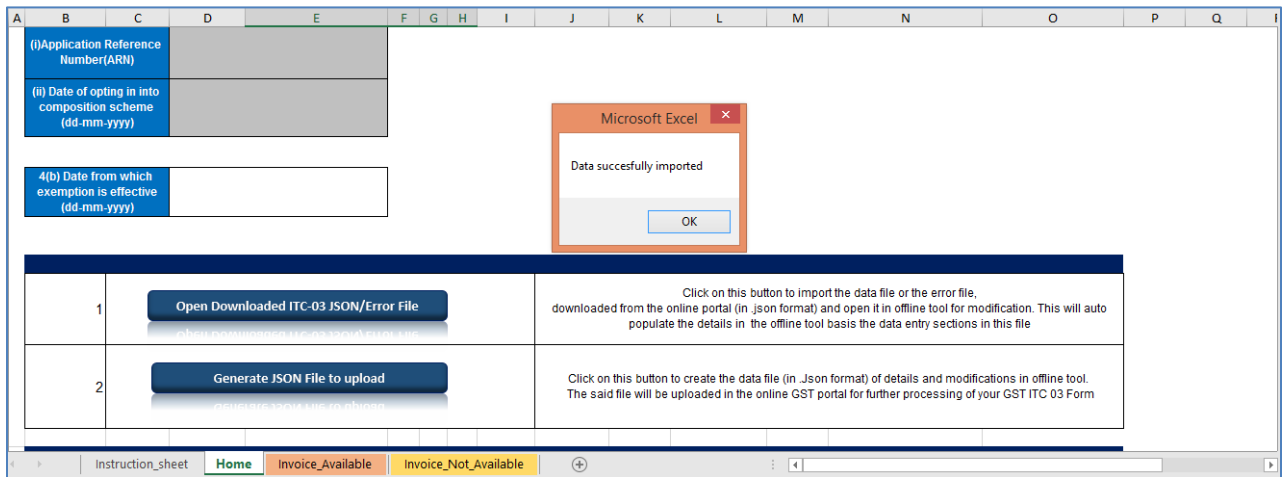 A B C D E F G H I J K L M N O P Q
(i)Application Reference
Number(ARN)
(ii) Date of opting in into
composition scheme
(dd-mm-yyyy)
Microsoft Excel
Data succesfully imported
OK
4(b) Date from which
exemption is effective
(dd-mm-yyyy)
1
Open Downloaded ITC-03 JSON/Error File
Click on this button to import the data file or the error file,
downloaded from the online portal (in .json format) and open it in offline tool for modification. This will auto
populate the details in the offline tool basis the data entry sections in this file
2
Generate JSON File to upload
Click on this button to create the data file (in .Json format) of details and modifications in offline tool.
The said file will be uploaded in the online GST portal for further processing of your GST ITC 03 Form
Instruction_sheet Home Invoice_Available Invoice_Not_Available